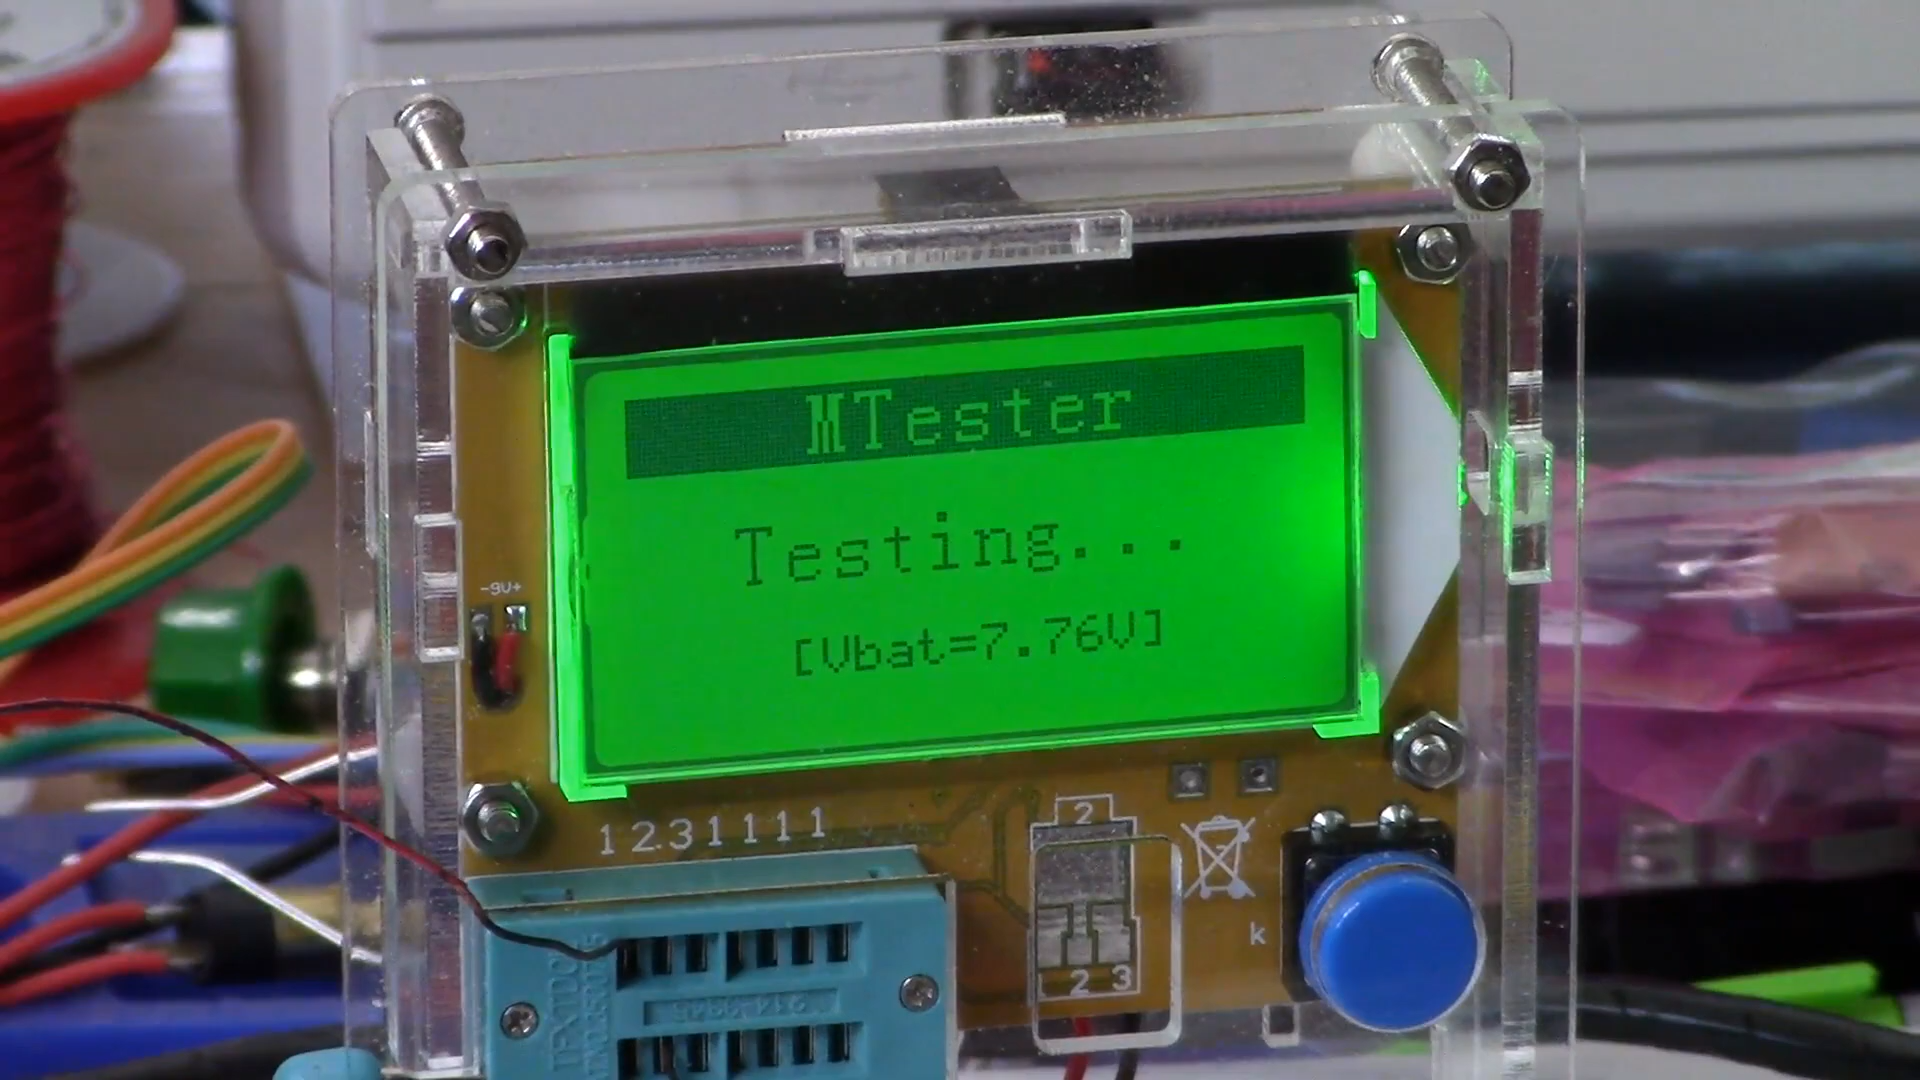 MTester
Testing...
[Vbat=7.76V]
-9V+
1 2 3 1 1 1 1
2
k
2 3